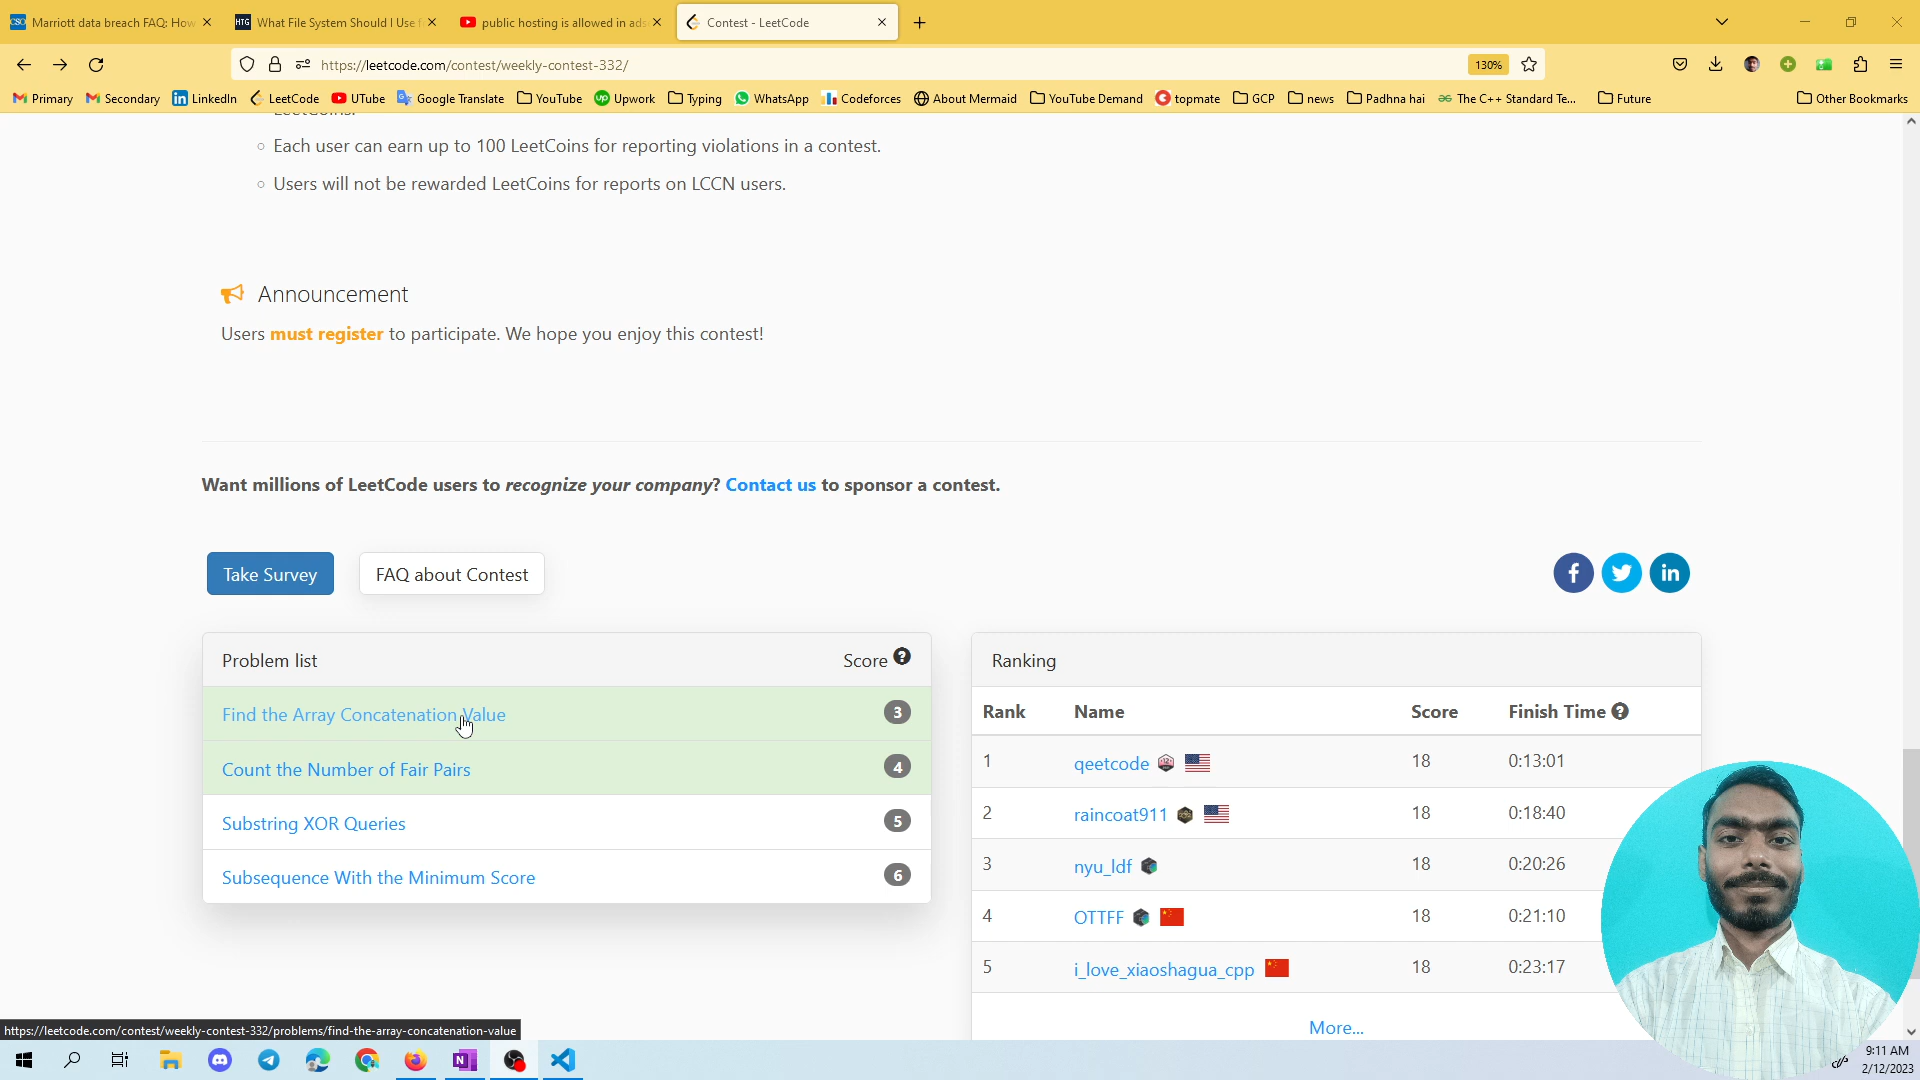 Marriott data breach FAQ: How
What File System Should I Use f
public hosting is allowed in ads
Contest - LeetCode
https://leetcode.com/contest/weekly-contest-332/
130%
Primary
Secondary
LinkedIn
LeetCode
UTube
Google Translate
YouTube
Upwork
Typing
WhatsApp
Codeforces
About Mermaid
YouTube Demand
topmate
GCP
news
Padhna hai
The C++ Standard Te...
Future
Other Bookmarks
Each user can earn up to 100 LeetCoins for reporting violations in a contest.
Users will not be rewarded LeetCoins for reports on LCCN users.
Announcement
Users must register to participate. We hope you enjoy this contest!
Want millions of LeetCode users to recognize your company? Contact us to sponsor a contest.
Take Survey
FAQ about Contest
Problem list Score
Find the Array Concatenation Value 3
Count the Number of Fair Pairs 4
Substring XOR Queries 5
Subsequence With the Minimum Score 6
Ranking
Rank Name Score Finish Time
1 qeetcode 18 0:13:01
2 raincoat911 18 0:18:40
3 nyu_ldf 18 0:20:26
4 OTTFF 18 0:21:10
5 i_love_xiaoshagua_cpp 18 0:23:17
More...
https://leetcode.com/contest/weekly-contest-332/problems/find-the-array-concatenation-value
9:11 AM
2/12/2023